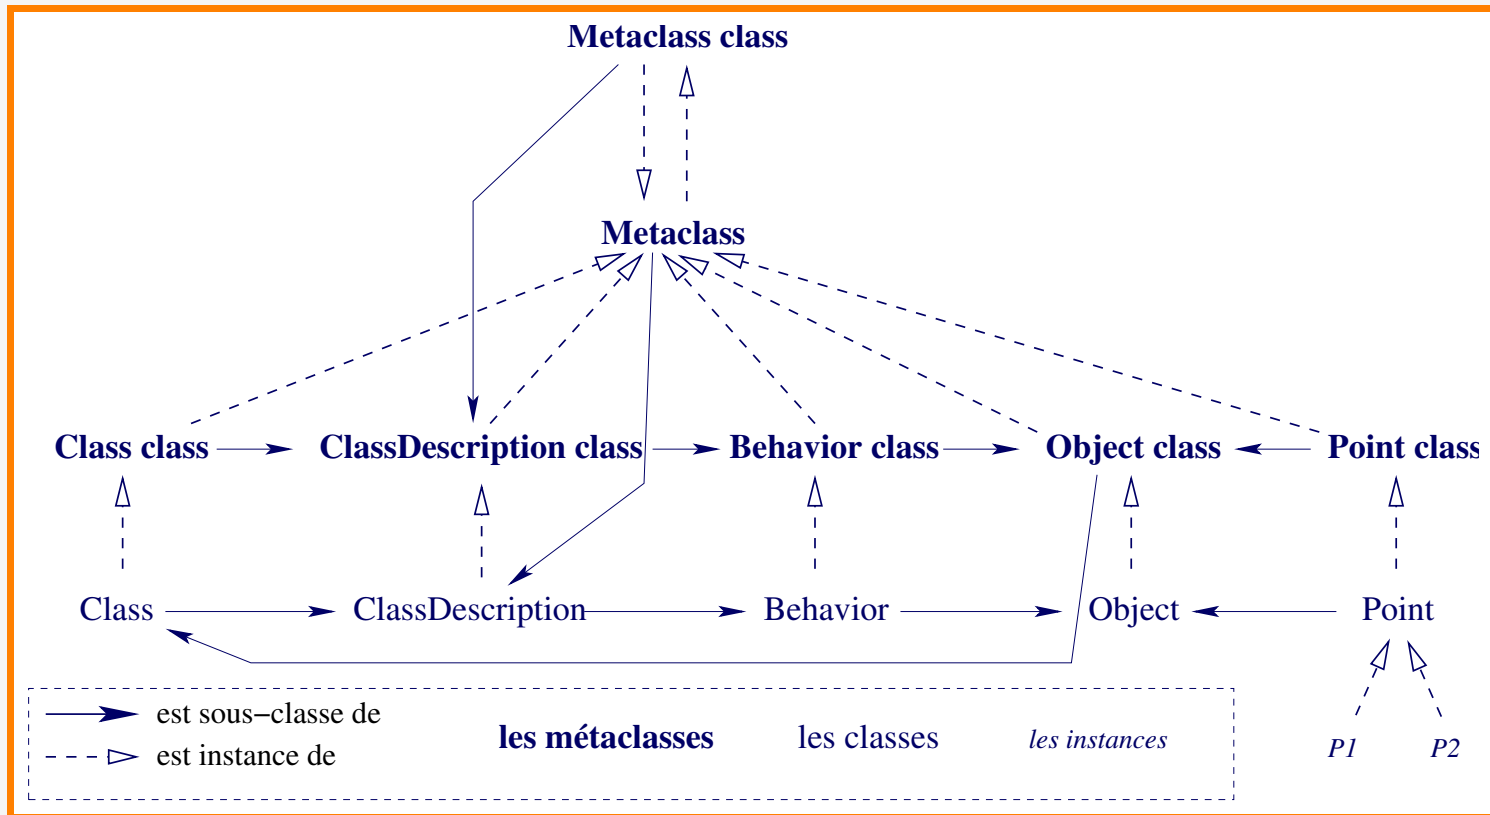 Metaclass class
Metaclass
Class class ClassDescription class Behavior class Object class Point class
Class ClassDescription Behavior Object Point
est sous−classe de
est instance de
les métaclasses les classes les instances
P1 P2